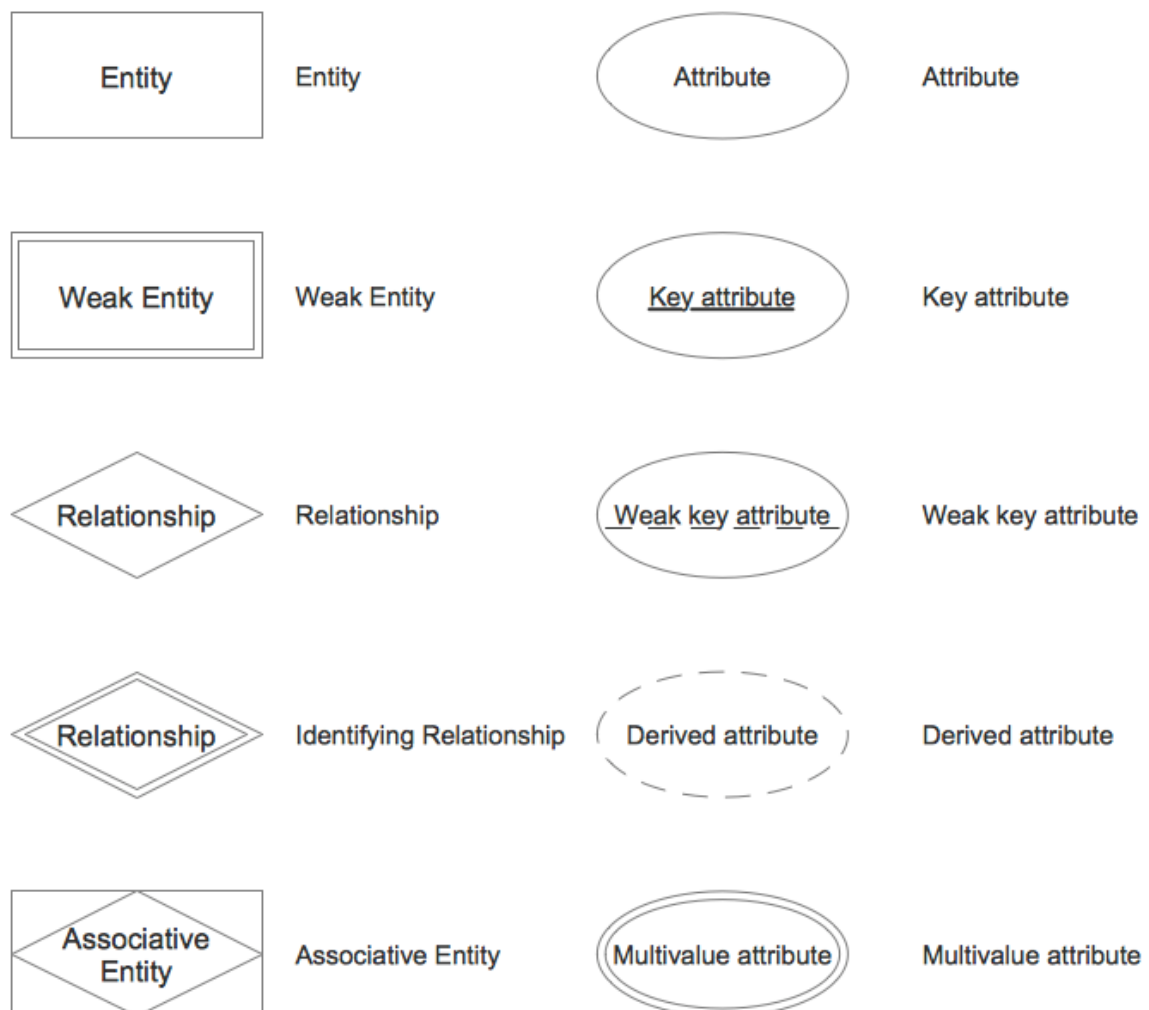 Entity
Entity
Attribute
Attribute
Weak Entity
Weak Entity
Key attribute
Key attribute
Relationship
Relationship
Weak key attribute
Weak key attribute
Relationship
Identifying Relationship
Derived attribute
Derived attribute
Associative
Entity
Associative Entity
Multivalue attribute
Multivalue attribute